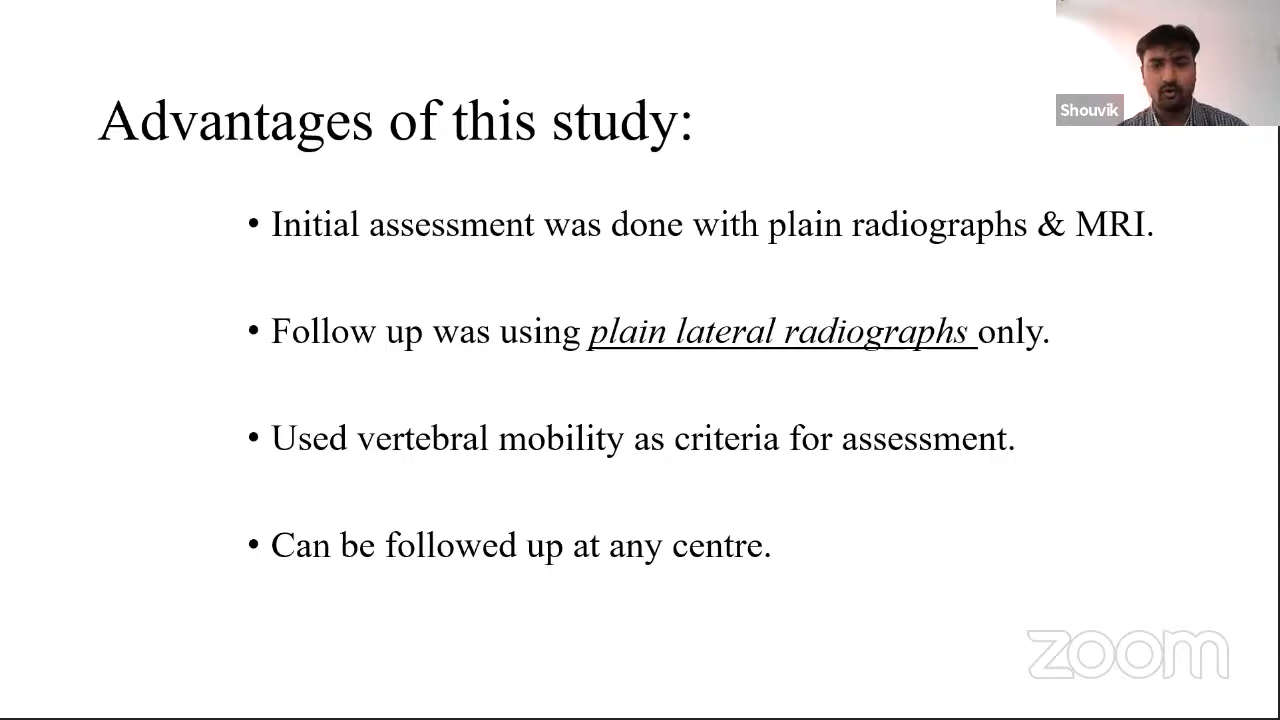 Shouvik
Advantages of this study:
• Initial assessment was done with plain radiographs & MRI.
• Follow up was using plain lateral radiographs only.
• Used vertebral mobility as criteria for assessment.
• Can be followed up at any centre.
zoom